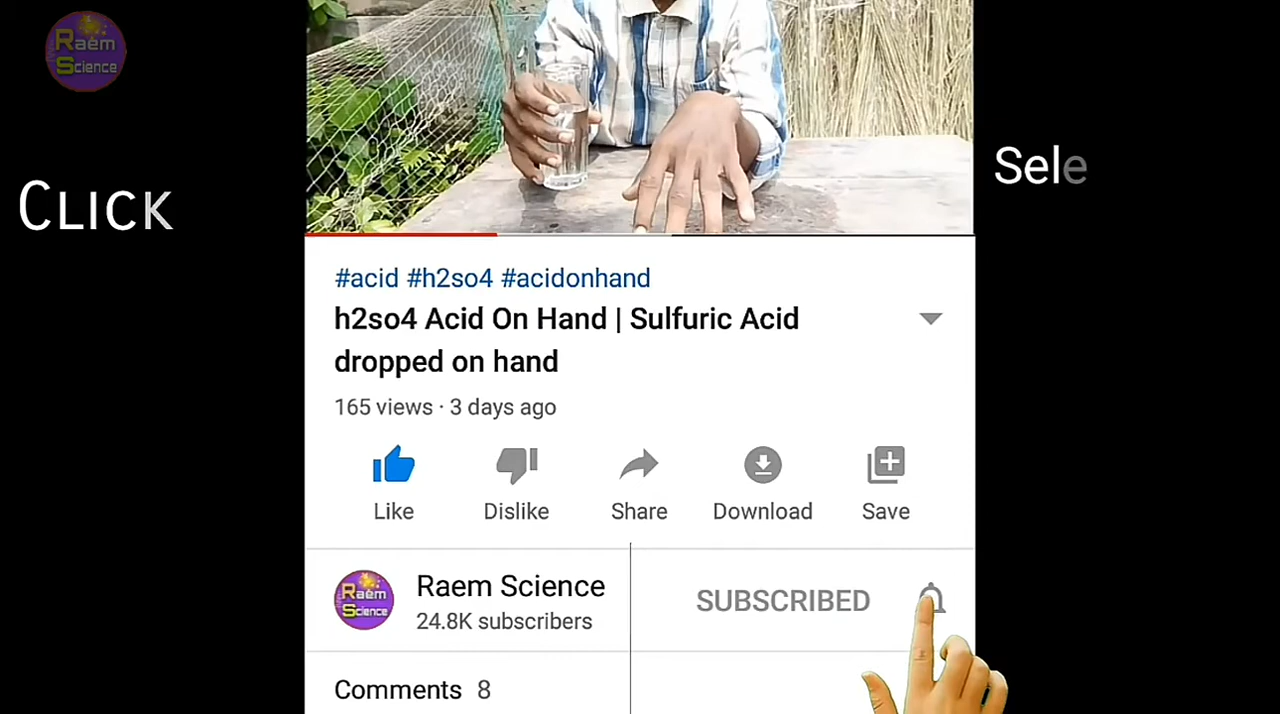 Raem
Science
CLICK
Sele
#acid #h2so4 #acidonhand
h2so4 Acid On Hand | Sulfuric Acid
dropped on hand
165 views · 3 days ago
Like
Dislike
Share
Download
Save
Raem
Science
Raem Science
24.8K subscribers
SUBSCRIBED
Comments 8